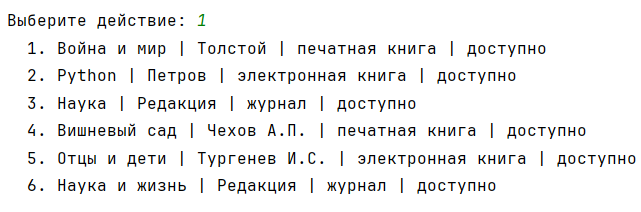 Выберите действие: 1
1. Война и мир | Толстой | печатная книга | доступно
2. Python | Петров | электронная книга | доступно
3. Наука | Редакция | журнал | доступно
4. Вишневый сад | Чехов А.П. | печатная книга | доступно
5. Отцы и дети | Тургенев И.С. | электронная книга | доступно
6. Наука и жизнь | Редакция | журнал | доступно